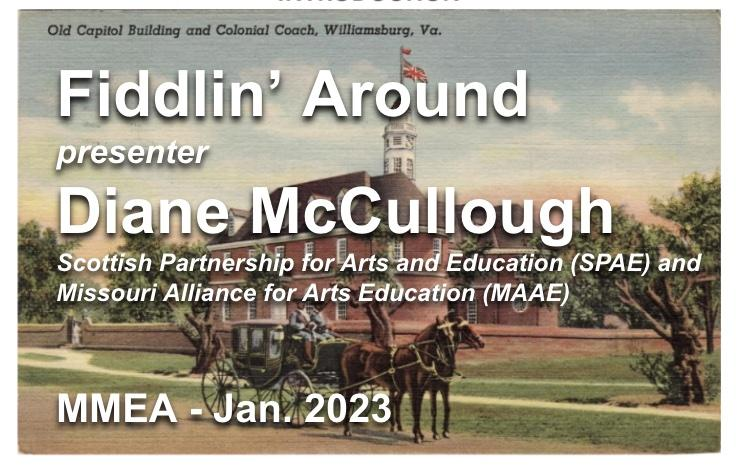 Old Capitol Building and Colonial Coach, Williamsburg, Va.
Fiddlin’ Around
presenter
Diane McCullough
Scottish Partnership for Arts and Education (SPAE) and
Missouri Alliance for Arts Education (MAAE)
MMEA - Jan. 2023